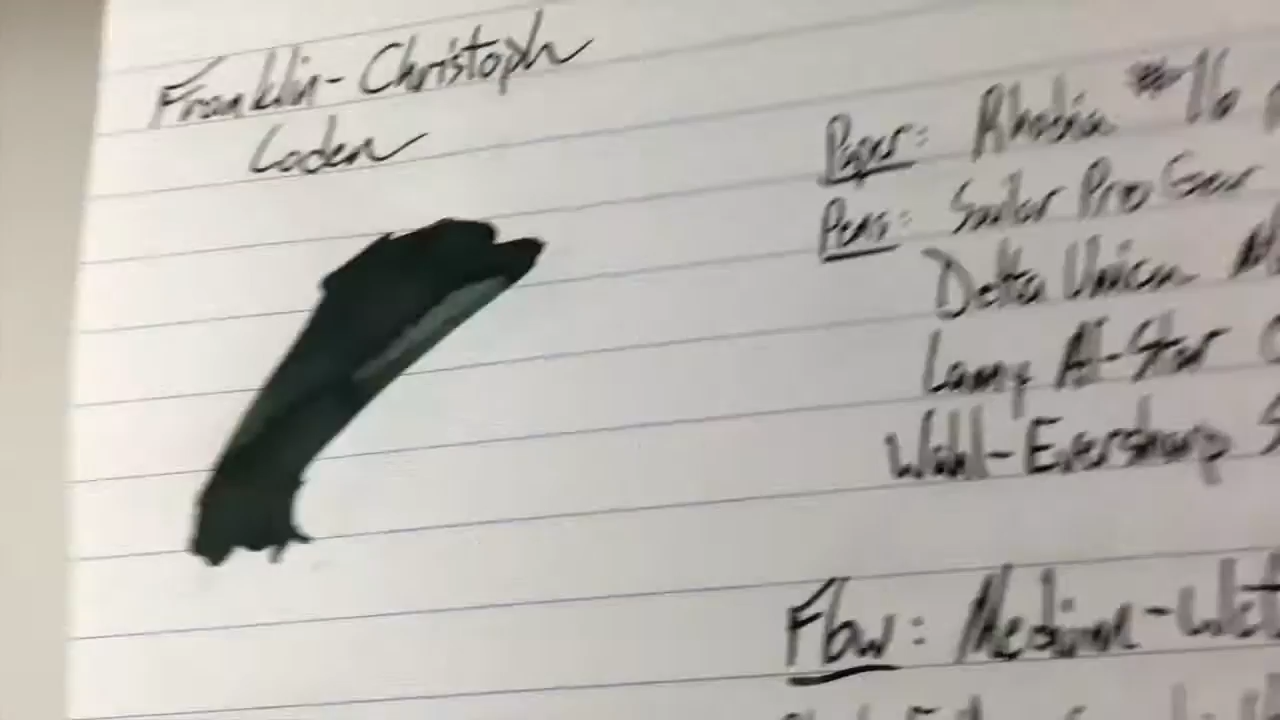 Franklin-Christoph
Loden
Paper: Rhodia #16
Pens: Sailor Pro Gear
Delta Unica
Lamy Al-Star
Wahl-Eversharp
Flow: Medium-Wet